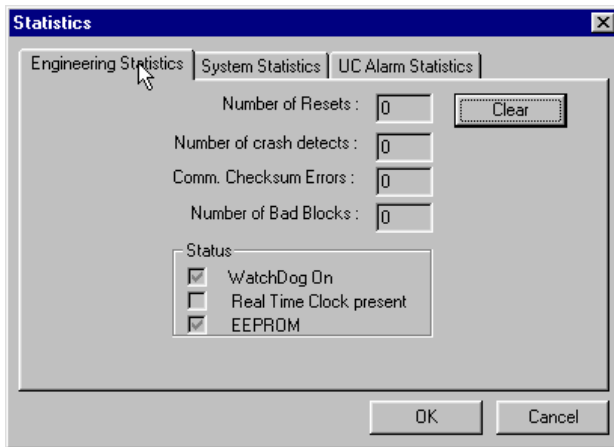 Statistics
Engineering Statistics System Statistics UC Alarm Statistics
Number of Resets : 0 Clear
Number of crash detects : 0
Comm. Checksum Errors : 0
Number of Bad Blocks : 0
Status
WatchDog On
Real Time Clock present
EEPROM
OK Cancel